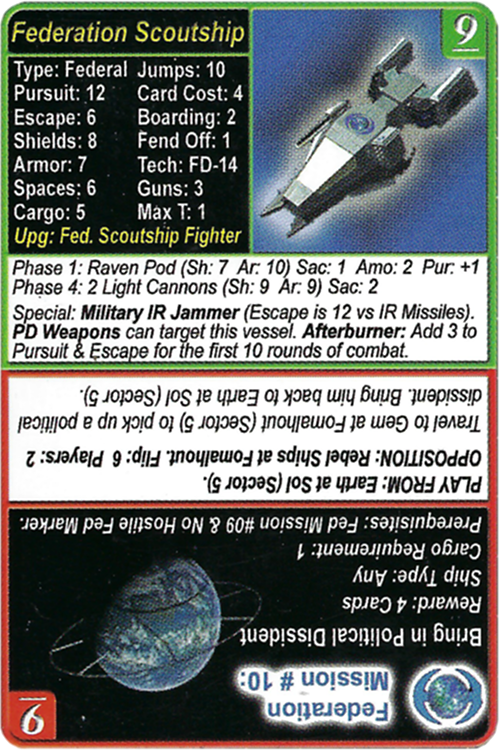 Federation Scoutship
9
Type: Federal Jumps: 10
Pursuit: 12 Card Cost: 4
Escape: 6 Boarding: 2
Shields: 8 Fend Off: 1
Armor: 7 Tech: FD-14
Spaces: 6 Guns: 3
Cargo: 5 Max T: 1
Upg: Fed. Scoutship Fighter
Phase 1: Raven Pod (Sh: 7 Ar: 10) Sac: 1 Amo: 2 Pur: +1
Phase 4: 2 Light Cannons (Sh: 9 Ar: 9) Sac: 2
Special: Military IR Jammer (Escape is 12 vs IR Missiles).
PD Weapons can target this vessel. Afterburner: Add 3 to
Pursuit & Escape for the first 10 rounds of combat.
Federation
Mission # 10:
6
Bring in Political Dissident
Reward: 4 Cards
Ship Type: Any
Cargo Requirement: 1
Prerequisites: Fed Mission #09 & No Hostile Fed Marker.
PLAY FROM: Earth at Sol (Sector 5).
OPPOSITION: Rebel Ships at Fomalhout. Flip: 6 Players: 2
Travel to Gem at Fomalhout (Sector 5) to pick up a political
dissident. Bring him back to Earth at Sol (Sector 5).